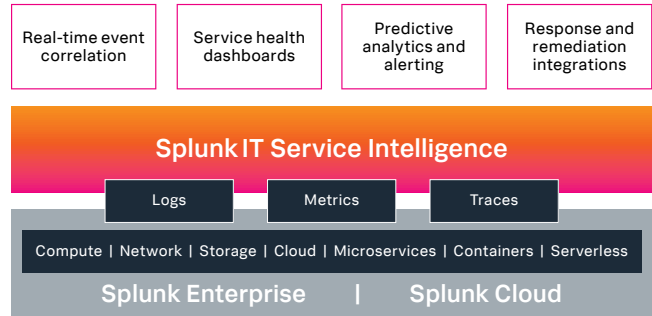 Real-time event
correlation
Service health
dashboards
Predictive
analytics and
alerting
Response and
remediation
integrations
Splunk IT Service Intelligence
Logs
Metrics
Traces
Compute | Network | Storage | Cloud | Microservices | Containers | Serverless
Splunk Enterprise | Splunk Cloud